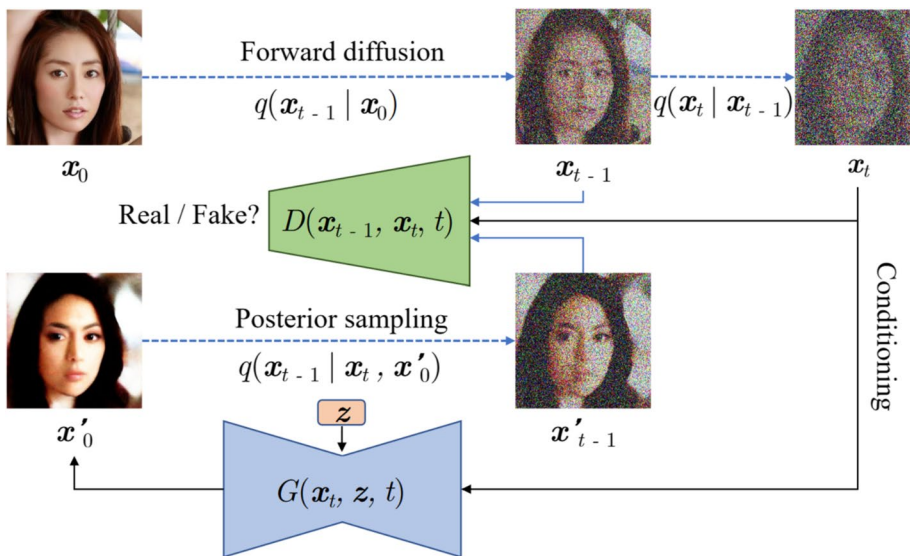 Forward diffusion
q(x_{t - 1} | x_0)
q(x_t | x_{t - 1})
x_0
x_{t - 1}
x_t
Real / Fake?
D(x_{t - 1}, x_t, t)
Conditioning
Posterior sampling
q(x_{t - 1} | x_t , x'_0)
x'_0
z
x'_{t - 1}
G(x_t, z, t)